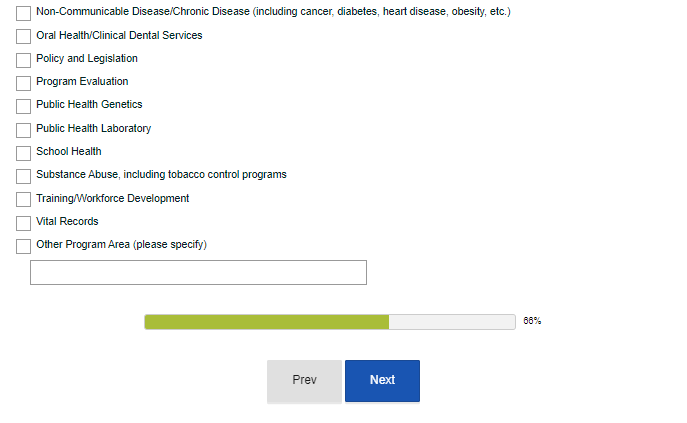 Non-Communicable Disease/Chronic Disease (including cancer, diabetes, heart disease, obesity, etc.)
Oral Health/Clinical Dental Services
Policy and Legislation
Program Evaluation
Public Health Genetics
Public Health Laboratory
School Health
Substance Abuse, including tobacco control programs
Training/Workforce Development
Vital Records
Other Program Area (please specify)
66%
Prev
Next